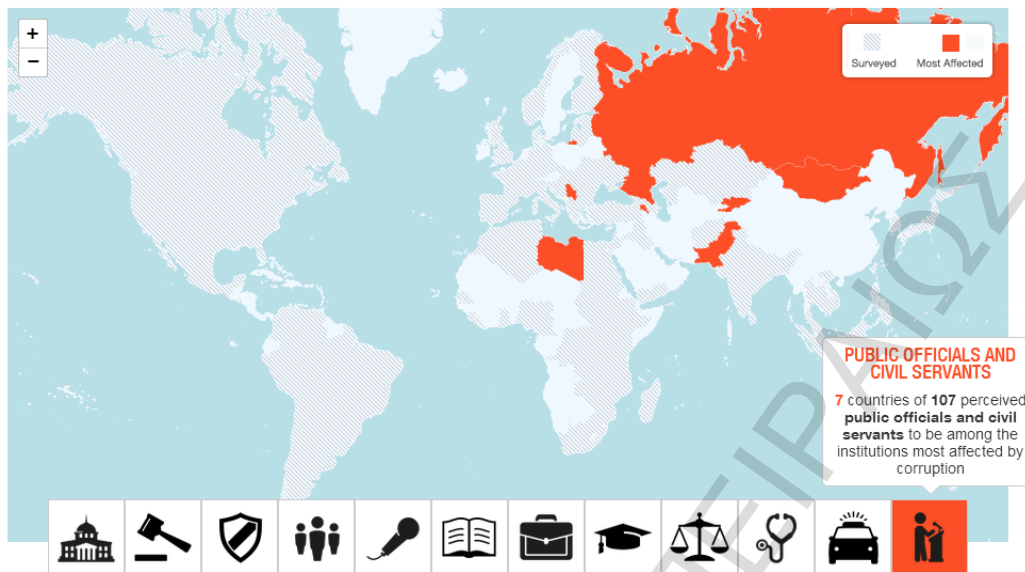 +
−
Surveyed Most Affected
PUBLIC OFFICIALS AND
CIVIL SERVANTS
7 countries of 107 perceived
public officials and civil
servants to be among the
institutions most affected by
corruption
ΠΕΙΡΑΙΩΣ